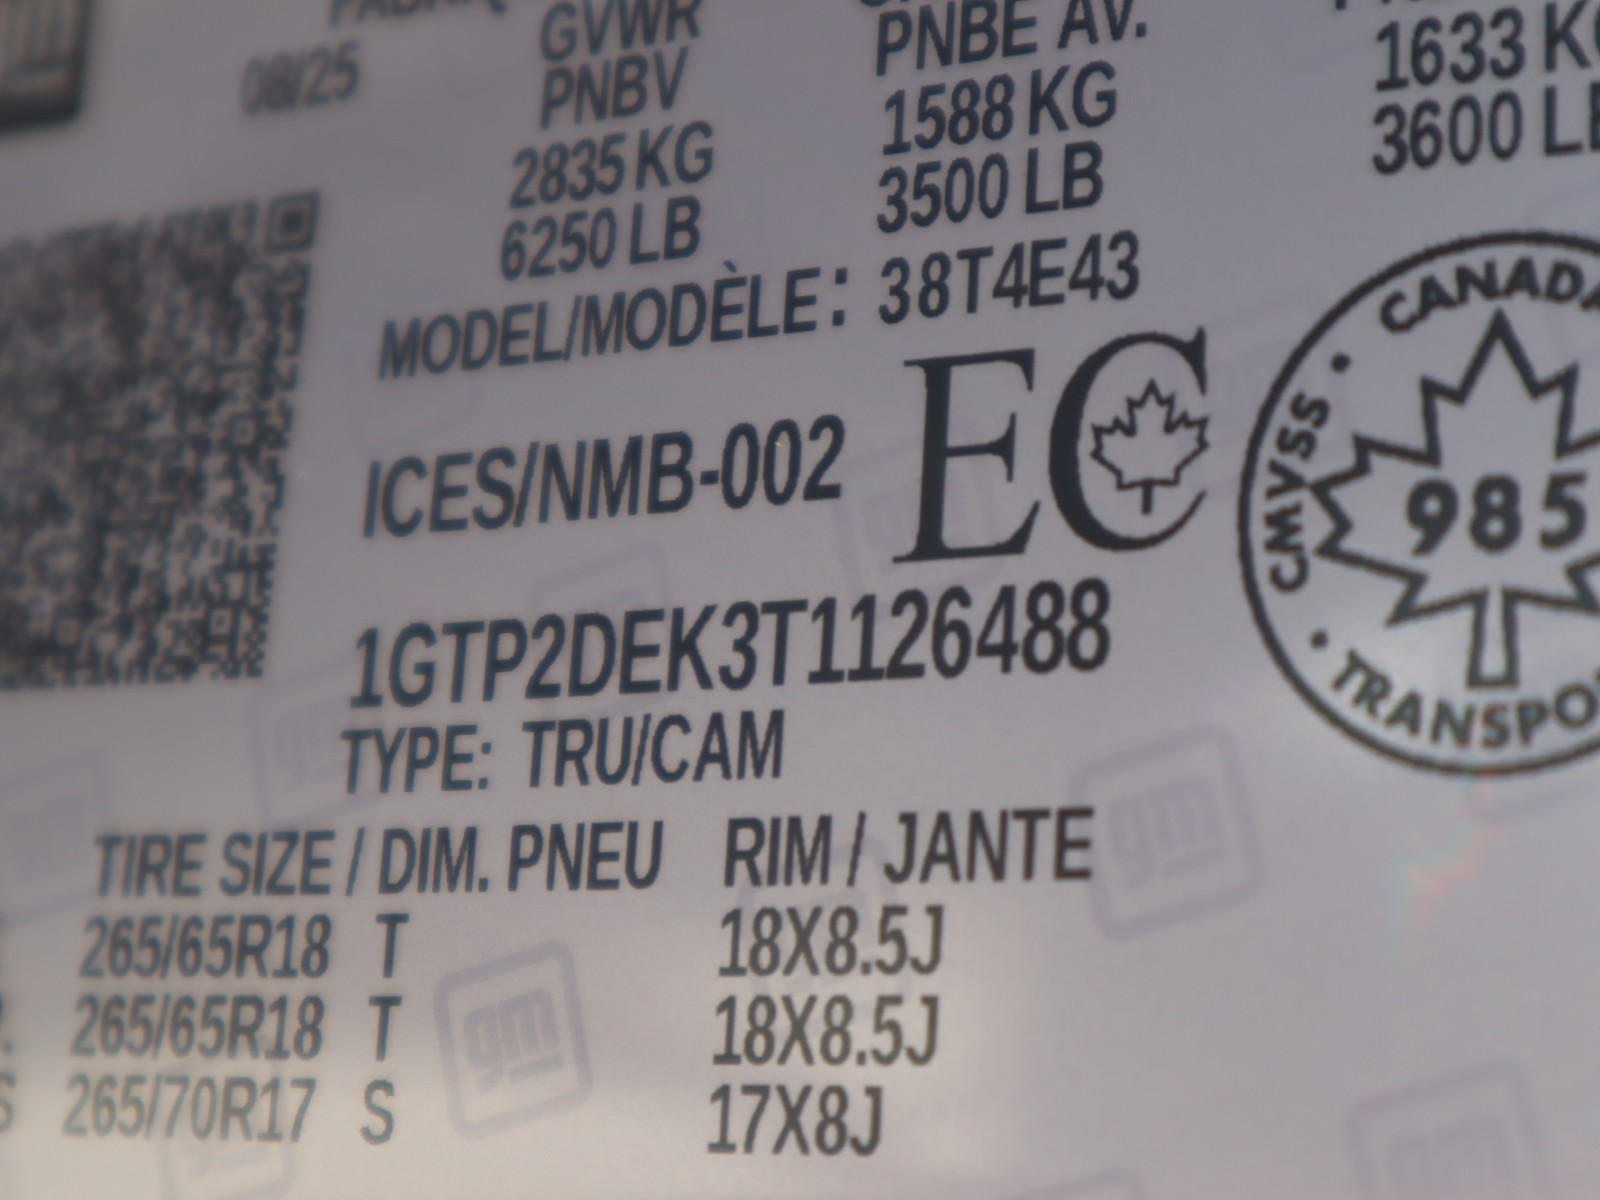 08/25
GVWR
PNBV
2835 KG
6250 LB
PNBE AV.
1588 KG
3500 LB
1633 KG
3600 LB
MODEL/MODÈLE: 38T4E43
ICES/NMB-002
EC
CANADA
CMVSS
985
1GTP2DEK3T1126488
TYPE: TRU/CAM
TIRE SIZE / DIM. PNEU RIM / JANTE
265/65R18 T 18X8.5J
265/65R18 T 18X8.5J
S 265/70R17 S 17X8J
gm
gm